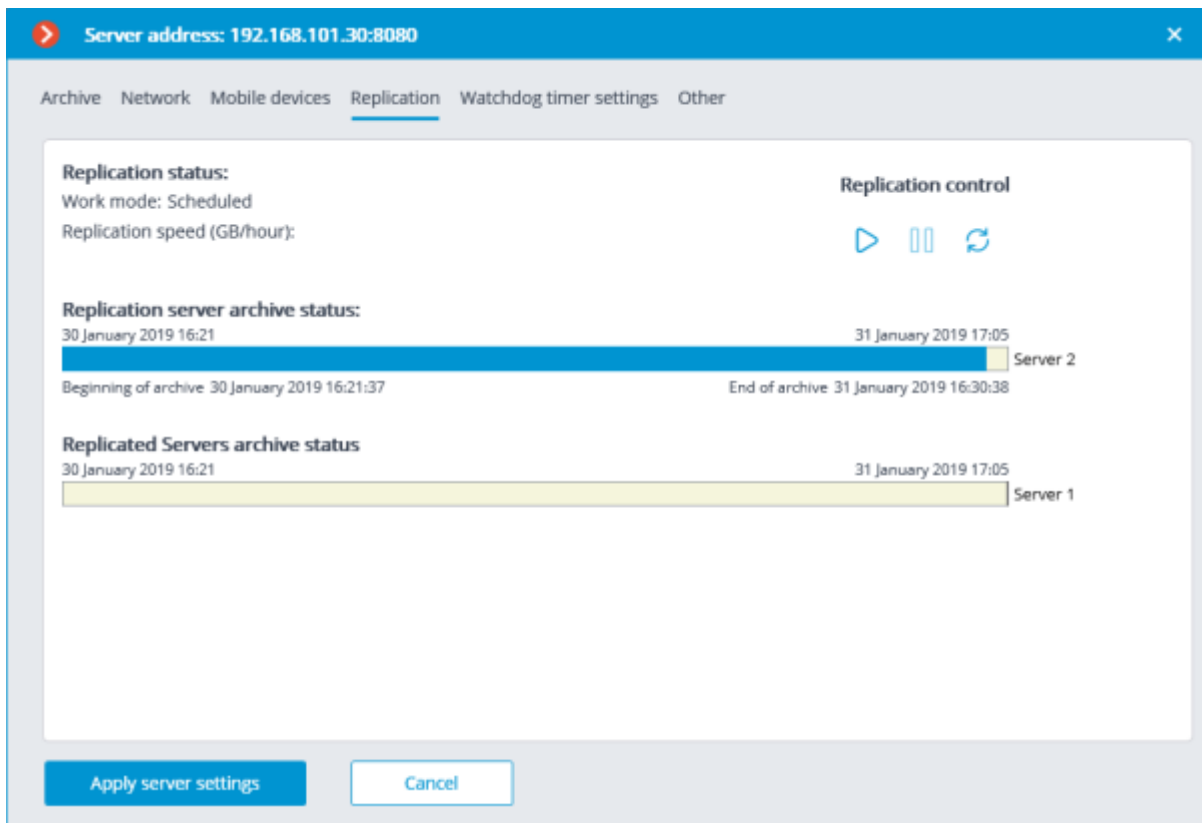 Server address: 192.168.101.30:8080
Archive Network Mobile devices Replication Watchdog timer settings Other
Replication status:
Work mode: Scheduled
Replication speed (GB/hour):
Replication control
Replication server archive status:
30 January 2019 16:21 31 January 2019 17:05
Server 2
Beginning of archive 30 January 2019 16:21:37 End of archive 31 January 2019 16:30:38
Replicated Servers archive status
30 January 2019 16:21 31 January 2019 17:05
Server 1
Apply server settings Cancel